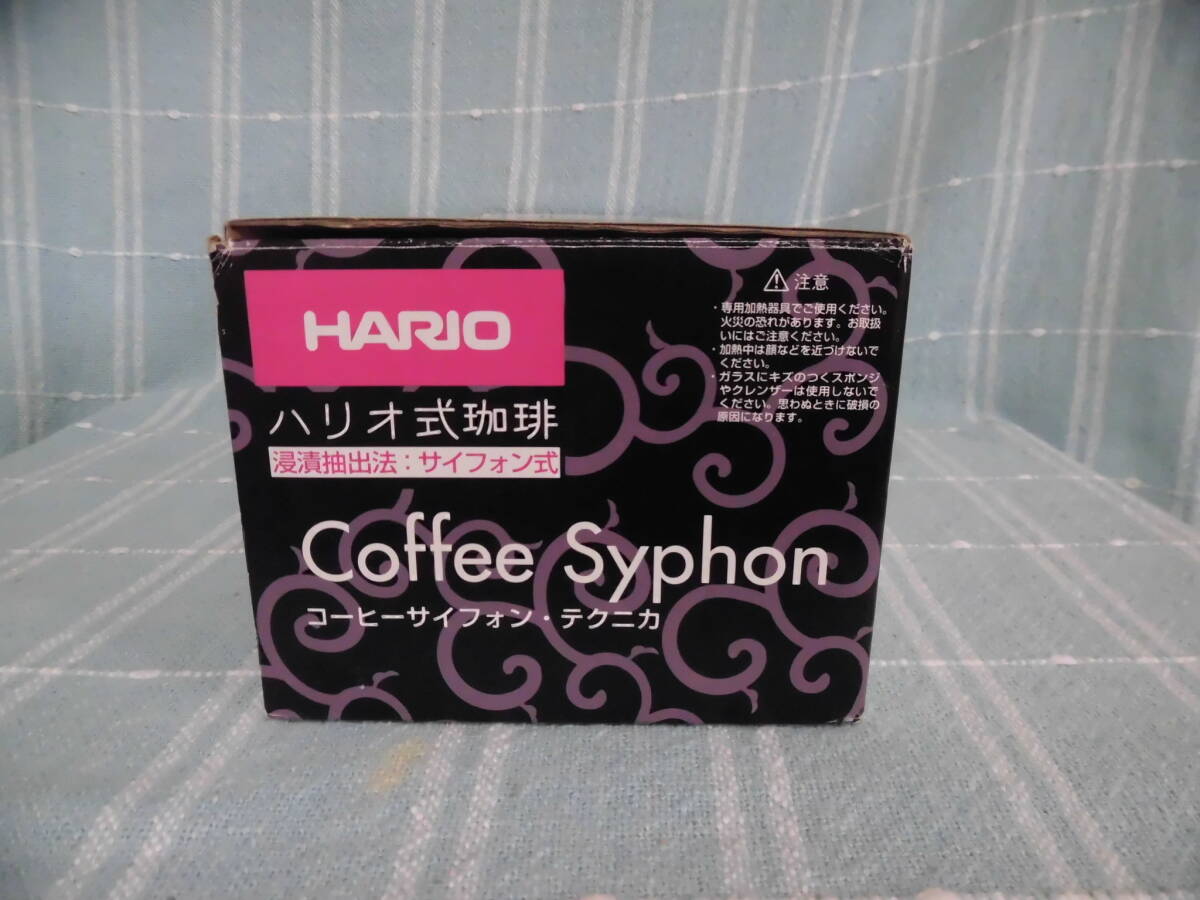 HARIO
ハリオ式珈琲
浸漬抽出法：サイフォン式
Coffee Syphon
コーヒーサイフォン・テクニカ
注意
・専用加熱器具でご使用ください。
火災の恐れがあります。お取扱
いにはご注意ください。
・加熱中は顔などを近づけないで
ください。
・ガラスにキズのつくスポンジ
やクレンザーは使用しないで
ください。思わぬときに破損の
原因になります。